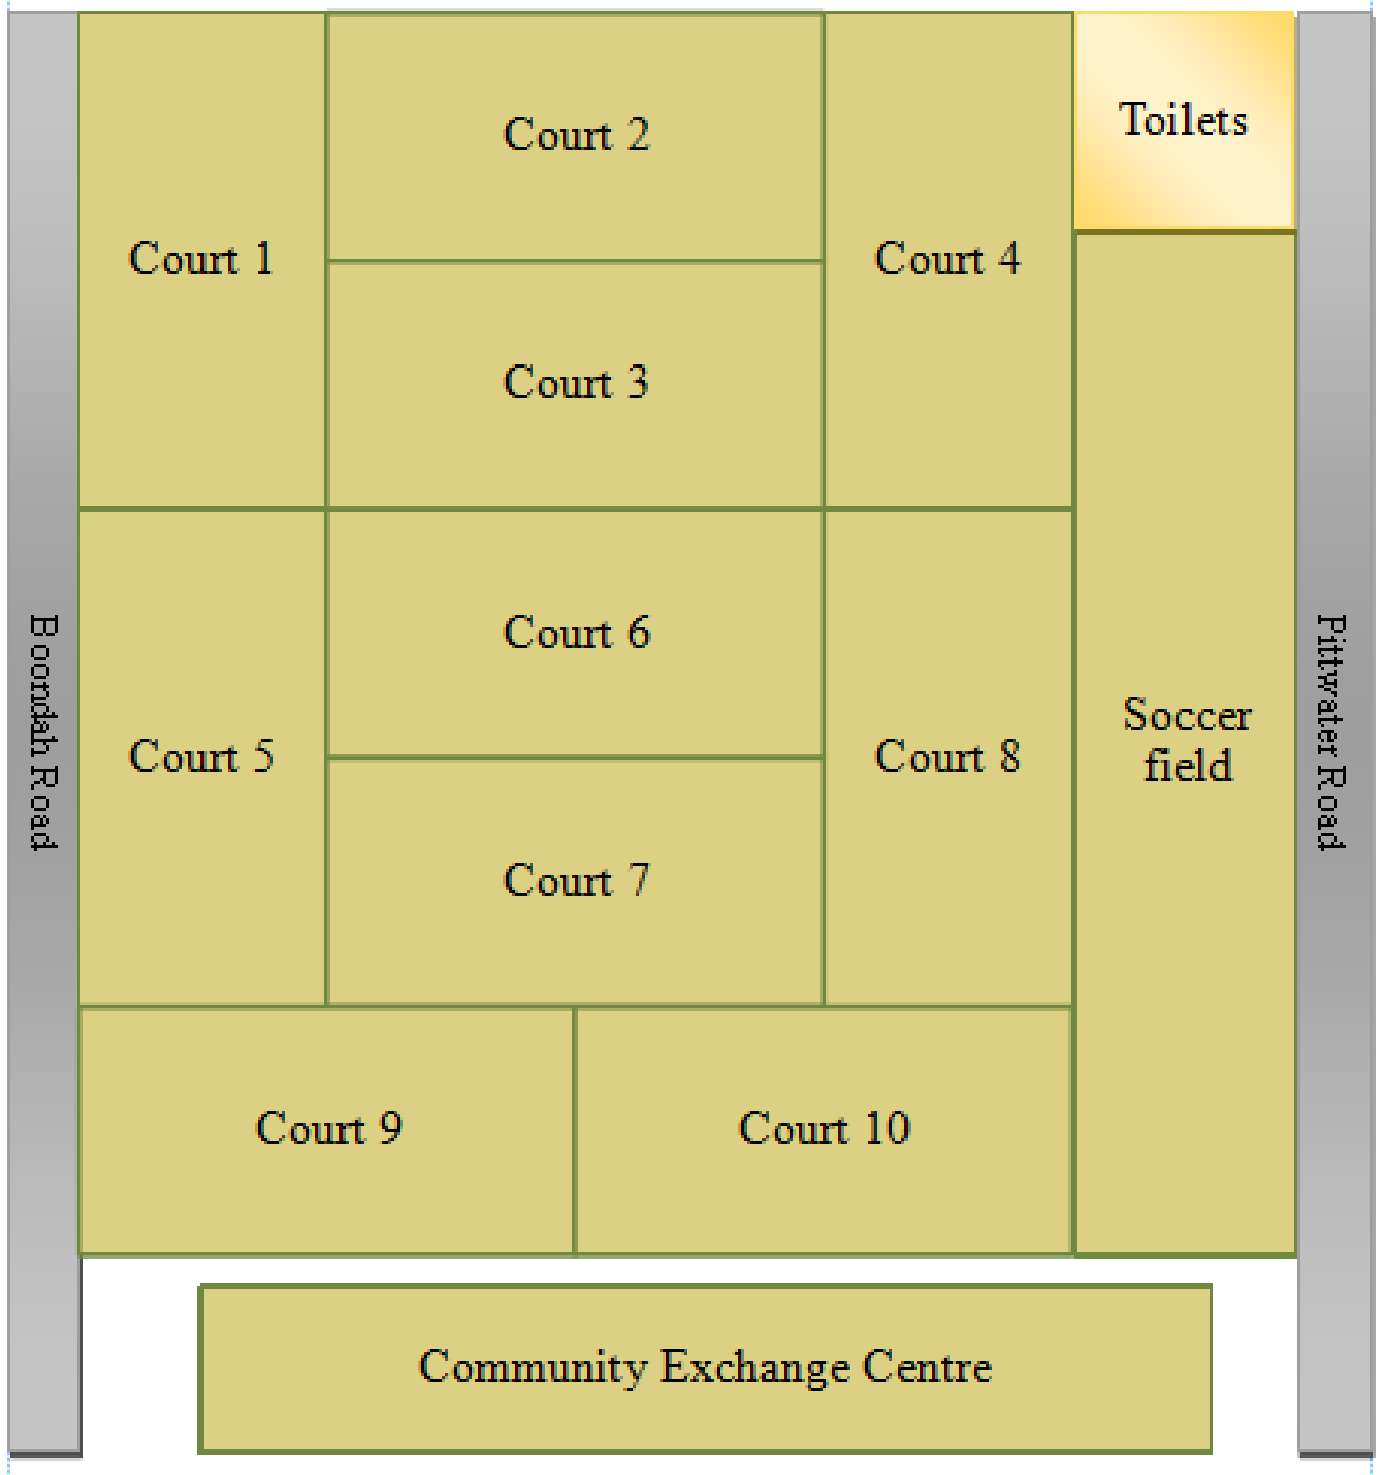 Court 1
Court 2
Court 3
Court 4
Toilets
Court 5
Court 6
Court 7
Court 8
Soccer
field
Boondah Road
Pittwater Road
Court 9
Court 10
Community Exchange Centre